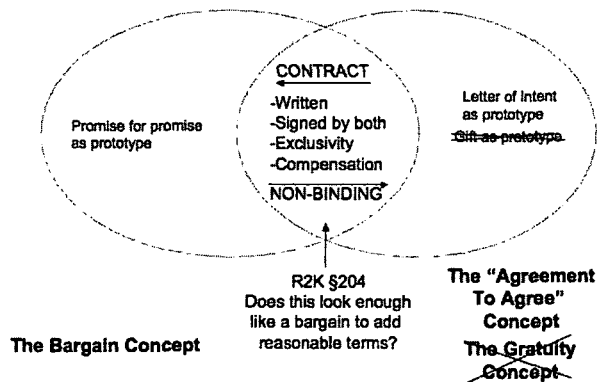 CONTRACT
-Written
-Signed by both
-Exclusivity
-Compensation
NON-BINDING
Promise for promise
as prototype
Letter of Intent
as prototype
Gift as prototype
R2K §204
Does this look enough
like a bargain to add
reasonable terms?
The Bargain Concept
The "Agreement
To Agree"
Concept
The Gratuity
Concept